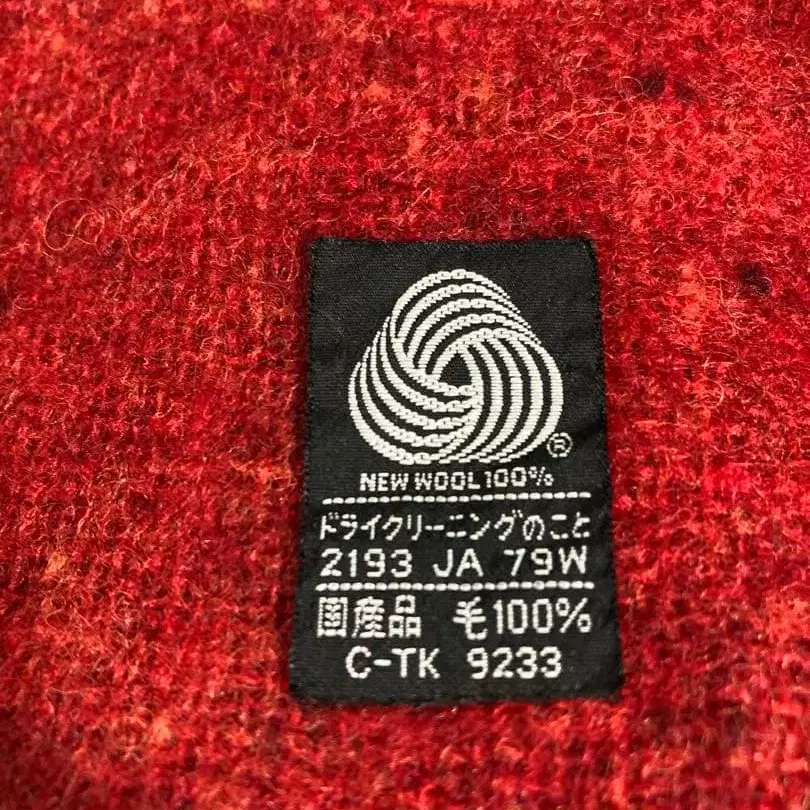 ®
NEW WOOL 100%
ドライクリーニングのこと
2193 JA 79W
国産品 毛100%
C-TK 9233